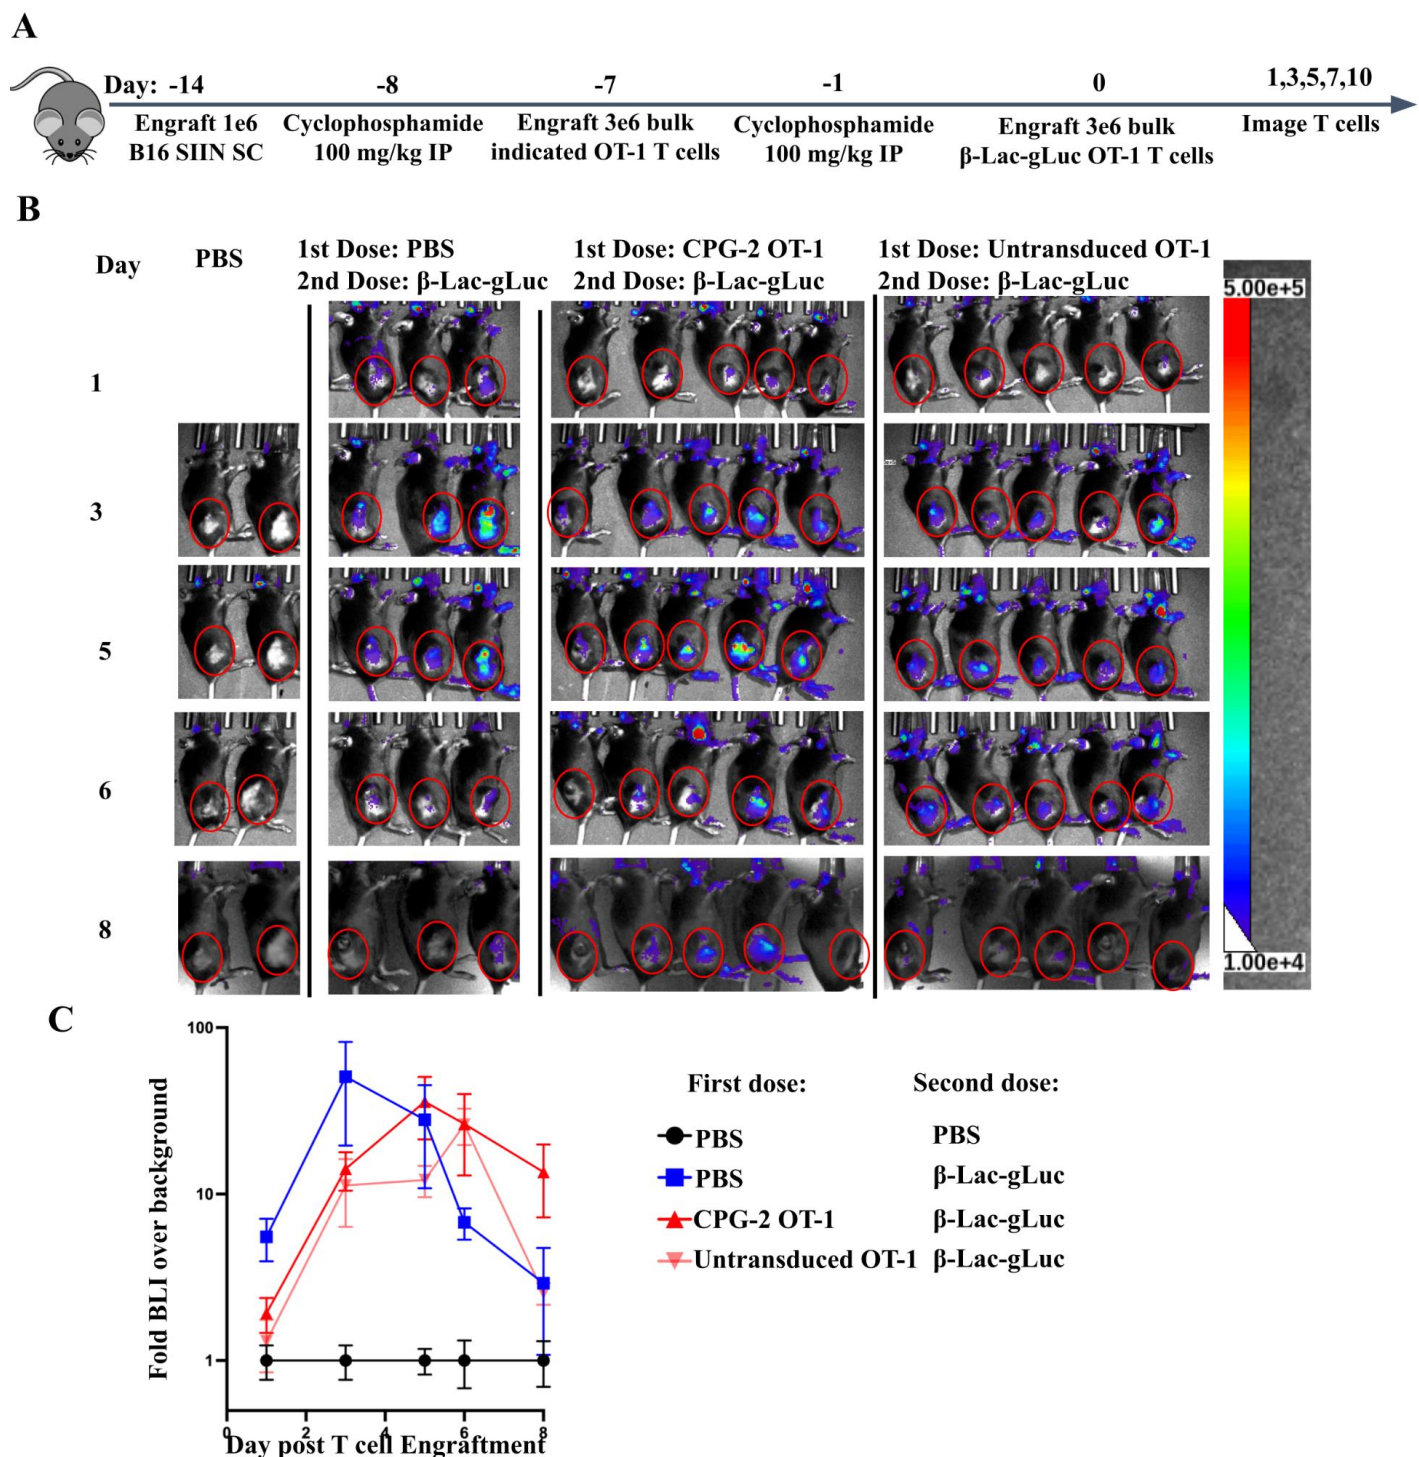 A
Day: -14 -8 -7 -1 0 1,3,5,7,10
Engraft 1e6
B16 SIIN SC
Cyclophosphamide
100 mg/kg IP
Engraft 3e6 bulk
indicated OT-1 T cells
Cyclophosphamide
100 mg/kg IP
Engraft 3e6 bulk
β-Lac-gLuc OT-1 T cells
Image T cells
B
Day
PBS
1st Dose: PBS
2nd Dose: β-Lac-gLuc
1st Dose: CPG-2 OT-1
2nd Dose: β-Lac-gLuc
1st Dose: Untransduced OT-1
2nd Dose: β-Lac-gLuc
5.00e+5
1
3
5
6
8
1.00e+4
C
Fold BLI over background
100
10
1
0 2 4 6 8
Day post T cell Engraftment
First dose: Second dose:
PBS PBS
PBS β-Lac-gLuc
CPG-2 OT-1 β-Lac-gLuc
Untransduced OT-1 β-Lac-gLuc